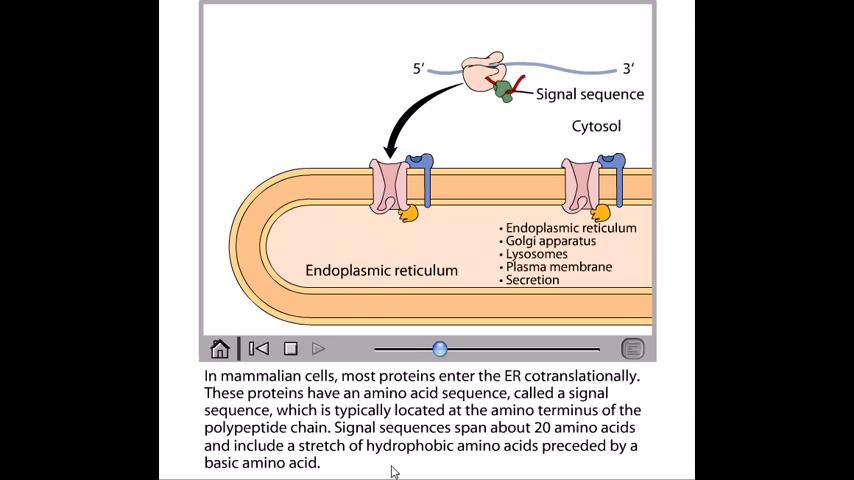 5' 3'
Signal sequence
Cytosol
• Endoplasmic reticulum
• Golgi apparatus
• Lysosomes
• Plasma membrane
• Secretion
Endoplasmic reticulum
In mammalian cells, most proteins enter the ER cotranslationally.
These proteins have an amino acid sequence, called a signal
sequence, which is typically located at the amino terminus of the
polypeptide chain. Signal sequences span about 20 amino acids
and include a stretch of hydrophobic amino acids preceded by a
basic amino acid.